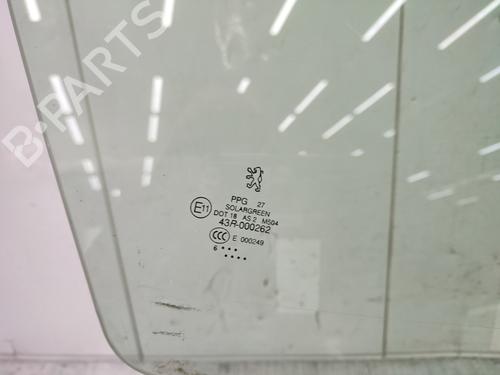 B-PARTS
PPG 27
SOLARGREEN
E11 DOT 18 AS 2 M504
43R-000262
CCC E 000249
6